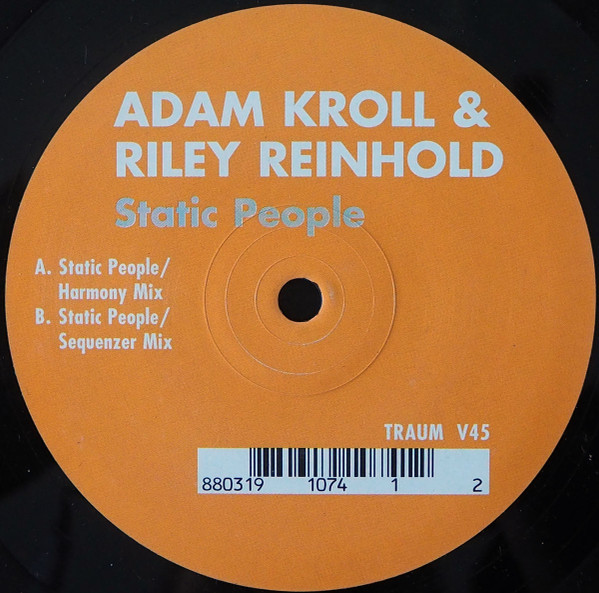 ADAM KROLL &
RILEY REINHOLD
Static People
A. Static People/
Harmony Mix
B. Static People/
Sequenzer Mix
TRAUM V45
880319 1074 1 2